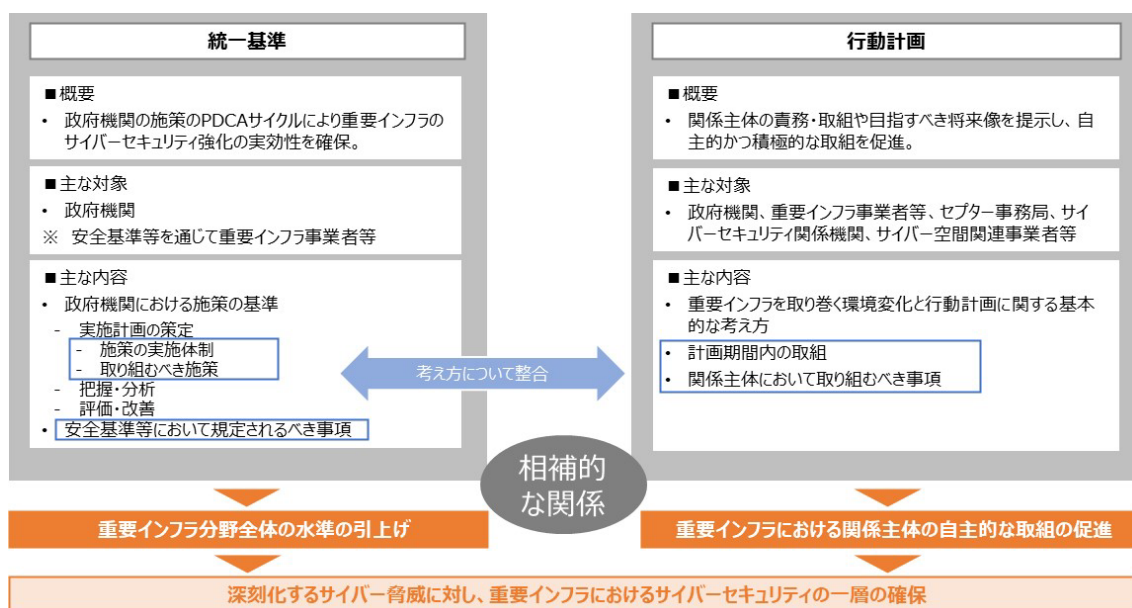 統一基準
■概要
• 政府機関の施策のPDCAサイクルにより重要インフラの
サイバーセキュリティ強化の実効性を確保。
■主な対象
• 政府機関
※ 安全基準等を通じて重要インフラ事業者等
■主な内容
• 政府機関における施策の基準
- 実施計画の策定
- 施策の実施体制
- 取り組むべき施策
- 把握・分析
- 評価・改善
• 安全基準等において規定されるべき事項
考え方について整合
行動計画
■概要
• 関係主体の責務・取組や目指すべき将来像を提示し、自
主的かつ積極的な取組を促進。
■主な対象
• 政府機関、重要インフラ事業者等、セプター事務局、サイ
バーセキュリティ関係機関、サイバー空間関連事業者等
■主な内容
• 重要インフラを取り巻く環境変化と行動計画に関する基本
的な考え方
• 計画期間内の取組
• 関係主体において取り組むべき事項
相補的
な関係
重要インフラ分野全体の水準の引上げ
重要インフラにおける関係主体の自主的な取組の促進
深刻化するサイバー脅威に対し、重要インフラにおけるサイバーセキュリティの一層の確保